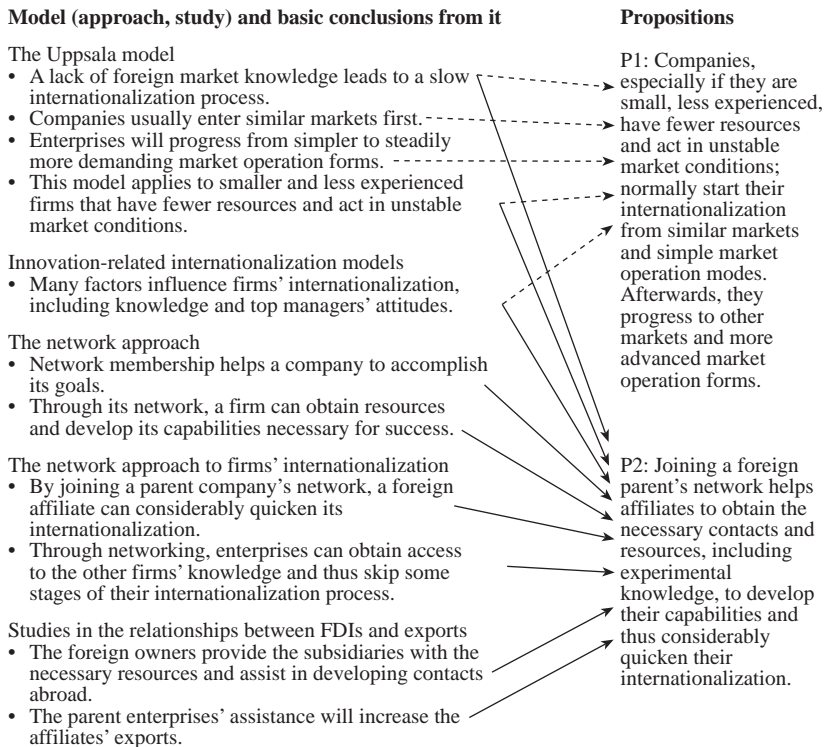 Model (approach, study) and basic conclusions from it
The Uppsala model
• A lack of foreign market knowledge leads to a slow
internationalization process.
• Companies usually enter similar markets first.
• Enterprises will progress from simpler to steadily
more demanding market operation forms.
• This model applies to smaller and less experienced
firms that have fewer resources and act in unstable
market conditions.
Innovation-related internationalization models
• Many factors influence firms' internationalization,
including knowledge and top managers' attitudes.
The network approach
• Network membership helps a company to accomplish
its goals.
• Through its network, a firm can obtain resources
and develop its capabilities necessary for success.
The network approach to firms' internationalization
• By joining a parent company's network, a foreign
affiliate can considerably quicken its
internationalization.
• Through networking, enterprises can obtain access
to the other firms' knowledge and thus skip some
stages of their internationalization process.
Studies in the relationships between FDIs and exports
• The foreign owners provide the subsidiaries with the
necessary resources and assist in developing contacts
abroad.
• The parent enterprises' assistance will increase the
affiliates' exports.
Propositions
P1: Companies,
especially if they are
small, less experienced,
have fewer resources
and act in unstable
market conditions;
normally start their
internationalization
from similar markets
and simple market
operation modes.
Afterwards, they
progress to other
markets and more
advanced market
operation forms.
P2: Joining a foreign
parent's network helps
affiliates to obtain the
necessary contacts and
resources, including
experimental
knowledge, to develop
their capabilities and
thus considerably
quicken their
internationalization.